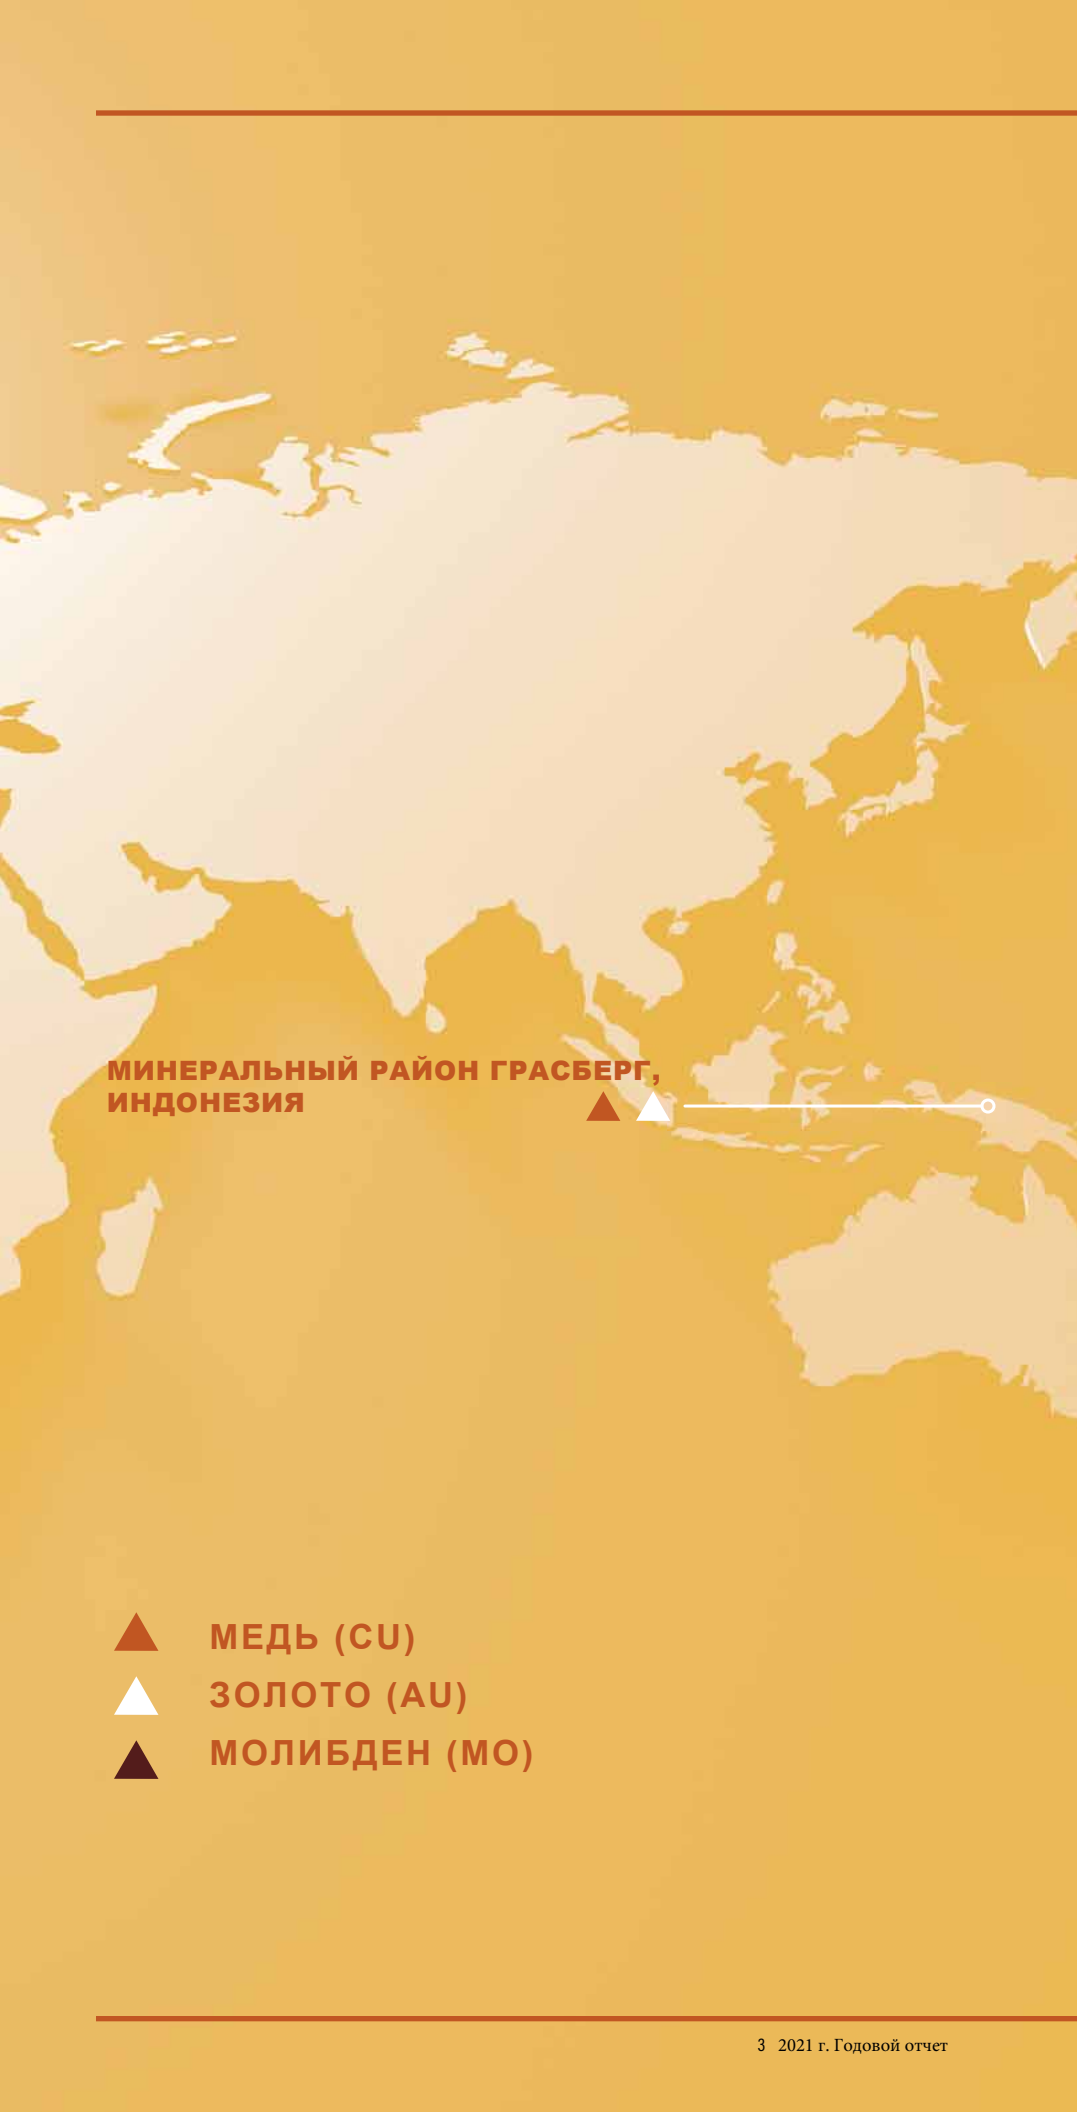 МИНЕРАЛЬНЫЙ РАЙОН ГРАСБЕРГ,
ИНДОНЕЗИЯ
МЕДЬ (CU)
ЗОЛОТО (AU)
МОЛИБДЕН (MO)
3 2021 г. Годовой отчет